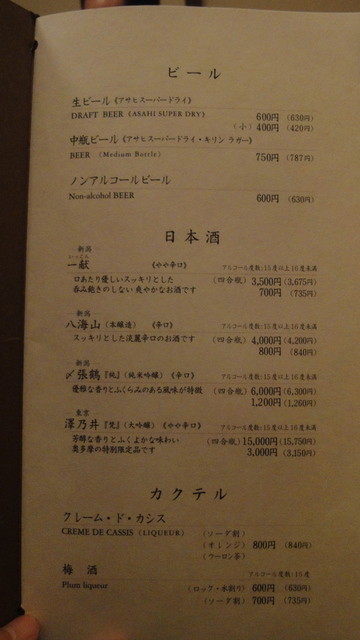 ビール
生ビール《アサヒスーパードライ》
DRAFT BEER (ASAHI SUPER DRY) 600円 (630円)
(小) 400円 (420円)
中瓶ビール《アサヒスーパードライ・キリン ラガー》
BEER (Medium Bottle) 750円 (787円)
ノンアルコールビール
Non-alcohol BEER 600円 (630円)
日本酒
新潟
いっこん
一献 《やや辛口》 アルコール度数:15度以上16度未満
口あたり優しいスッキリとした (四合瓶) 3,500円 (3,675円)
呑み飽きのしない爽やかなお酒です 700円 (735円)
新潟
八海山 (本醸造) 《辛口》 アルコール度数:15度以上16度未満
スッキリとした淡麗辛口のお酒です (四合瓶) 4,000円 (4,200円)
800円 (840円)
新潟
〆張鶴『純』(純米吟醸) 《辛口》 アルコール度数:15度以上16度未満
優雅な香りとふくらみのある風味が特徴 (四合瓶) 6,000円 (6,300円)
1,200円 (1,260円)
東京
澤乃井『凳』(大吟醸) 《やや辛口》 アルコール度数:15度以上16度未満
芳醇な香りとふくよかな味わい (四合瓶) 15,000円 (15,750円)
奥多摩の特別限定品です 3,000円 (3,150円)
カクテル
クレーム・ド・カシス (ソーダ割)
CREME DE CASSIS (LIQUEUR) (オレンジ) 800円 (840円)
(ウーロン茶)
梅酒 アルコール度数:15度
Plum liqueur (ロック・水割り) 600円 (630円)
(ソーダ割) 700円 (735円)